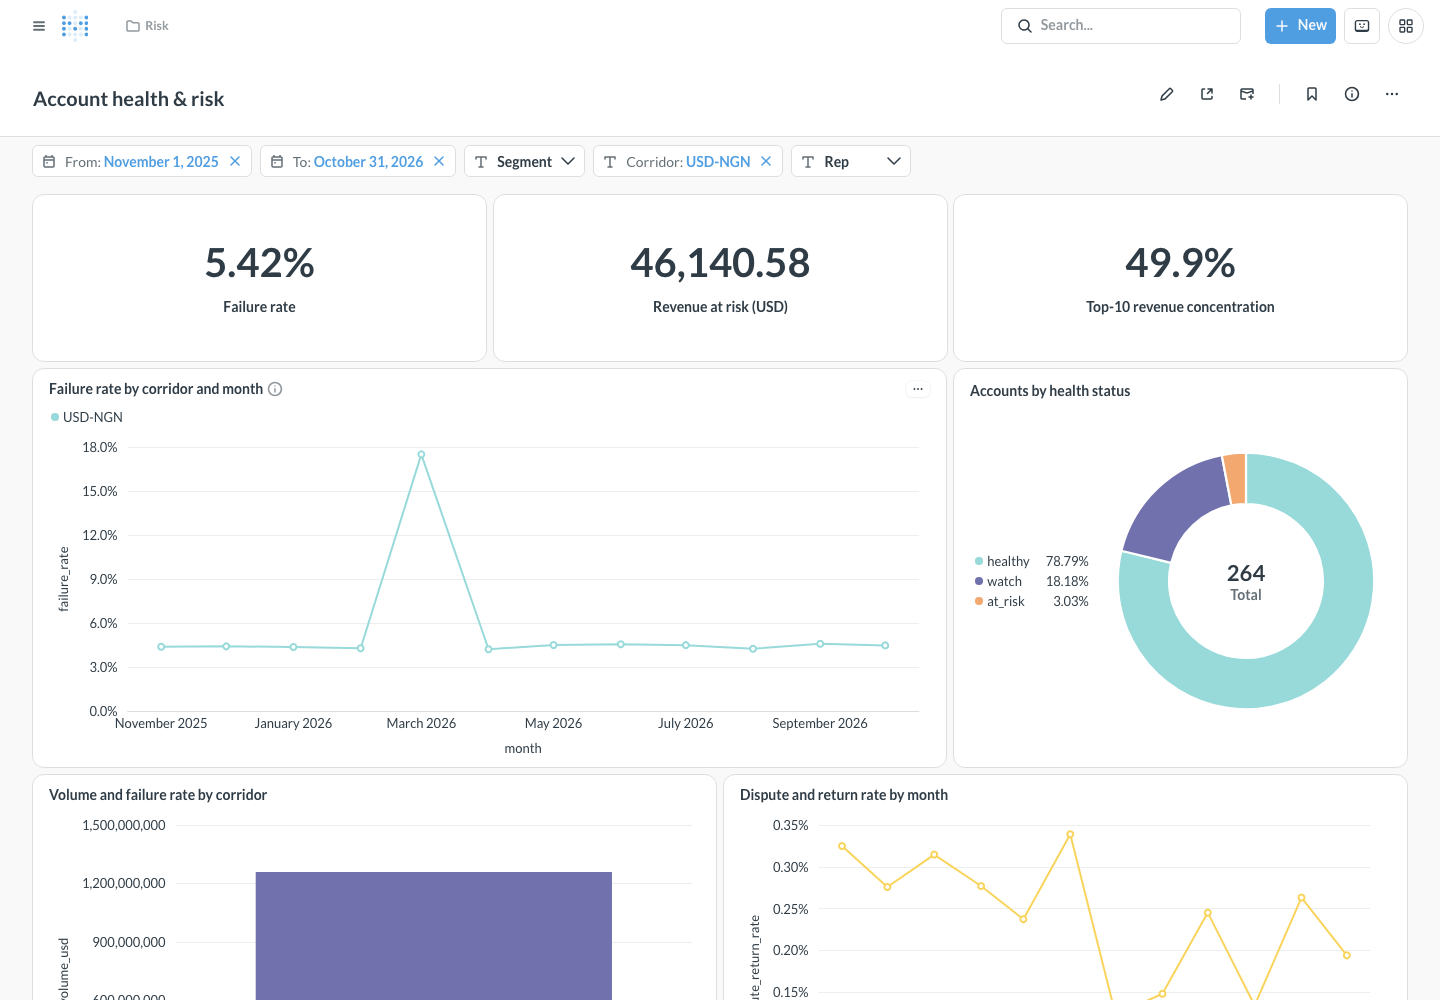 Risk
Search...
New
Account health & risk
From: November 1, 2025
To: October 31, 2026
Segment
Corridor: USD-NGN
Rep
5.42%
Failure rate
46,140.58
Revenue at risk (USD)
49.9%
Top-10 revenue concentration
Failure rate by corridor and month
USD-NGN
18.0%
15.0%
12.0%
9.0%
6.0%
3.0%
0.0%
failure_rate
November 2025
January 2026
March 2026
May 2026
July 2026
September 2026
month
Accounts by health status
healthy 78.79%
watch 18.18%
at_risk 3.03%
264
Total
Volume and failure rate by corridor
1,500,000,000
1,200,000,000
900,000,000
600,000,000
volume_usd
Dispute and return rate by month
0.35%
0.30%
0.25%
0.20%
0.15%
ute_return_rate